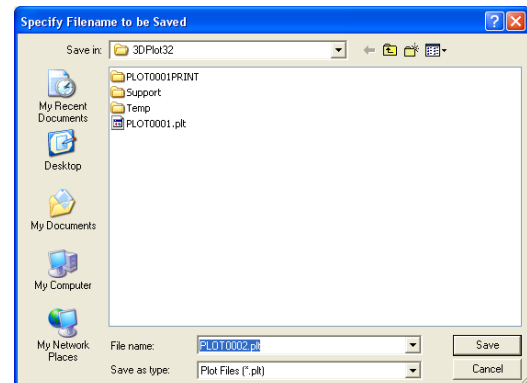 Specify Filename to be Saved
Save in: 3DPlot32
My Recent Documents
Desktop
My Documents
My Computer
My Network Places
PLOT0001PRINT
Support
Temp
PLOT0001.plt
File name: PLOT0002.plt Save
Save as type: Plot Files (*.plt) Cancel